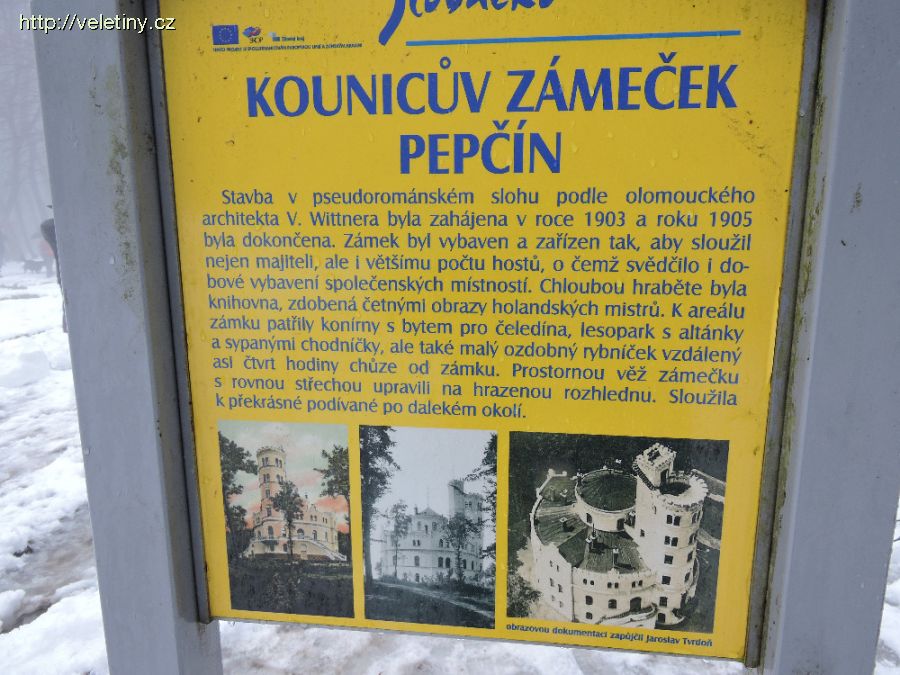 http://veletiny.cz
Slovácko
KOUNICŮV ZÁMEČEK
PEPČÍN
Stavba v pseudorománském slohu podle olomouckého
architekta V. Wittnera byla zahájena v roce 1903 a roku 1905
byla dokončena. Zámek byl vybaven a zařízen tak, aby sloužil
nejen majiteli, ale i většímu počtu hostů, o čemž svědčilo i do-
bové vybavení společenských místností. Chloubou hraběte byla
knihovna, zdobená četnými obrazy holandských mistrů. K areálu
zámku patřily konírny s bytem pro čeledína, lesopark s altánky
a sypanými chodníčky, ale také malý ozdobný rybníček vzdálený
asi čtvrt hodiny chůze od zámku. Prostornou věž zámečku
s rovnou střechou upravili na hrazenou rozhlednu. Sloužila
k překrásné podívané po dalekém okolí.
obrazovou dokumentaci zapůjčil Jaroslav Tvrdoň